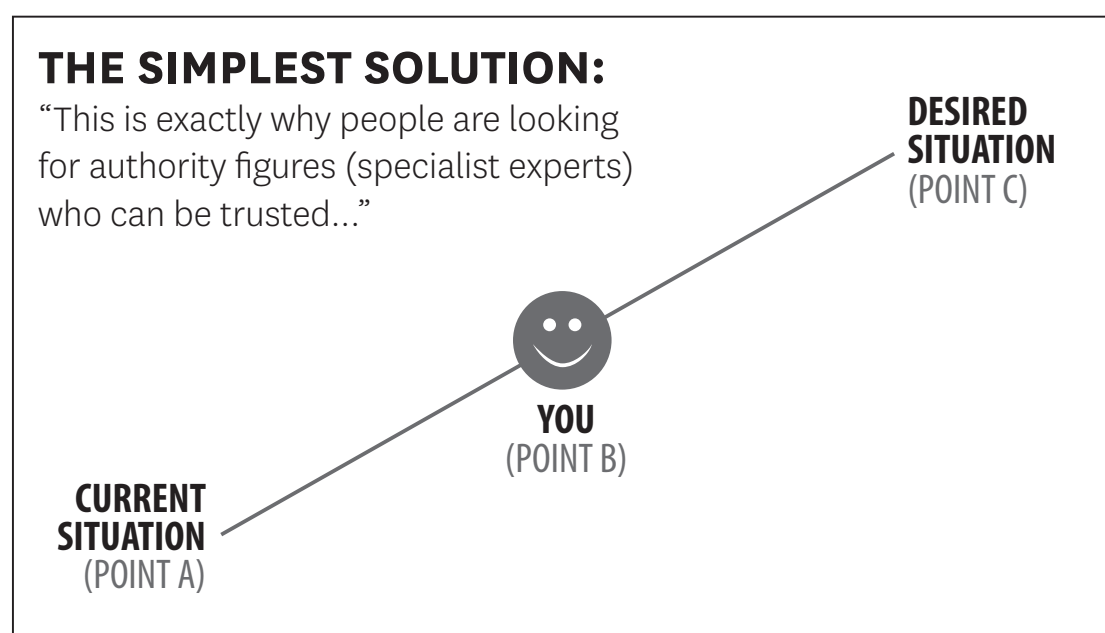 THE SIMPLEST SOLUTION:
“This is exactly why people are looking
for authority figures (specialist experts)
who can be trusted…”
DESIRED
SITUATION
(POINT C)
YOU
(POINT B)
CURRENT
SITUATION
(POINT A)